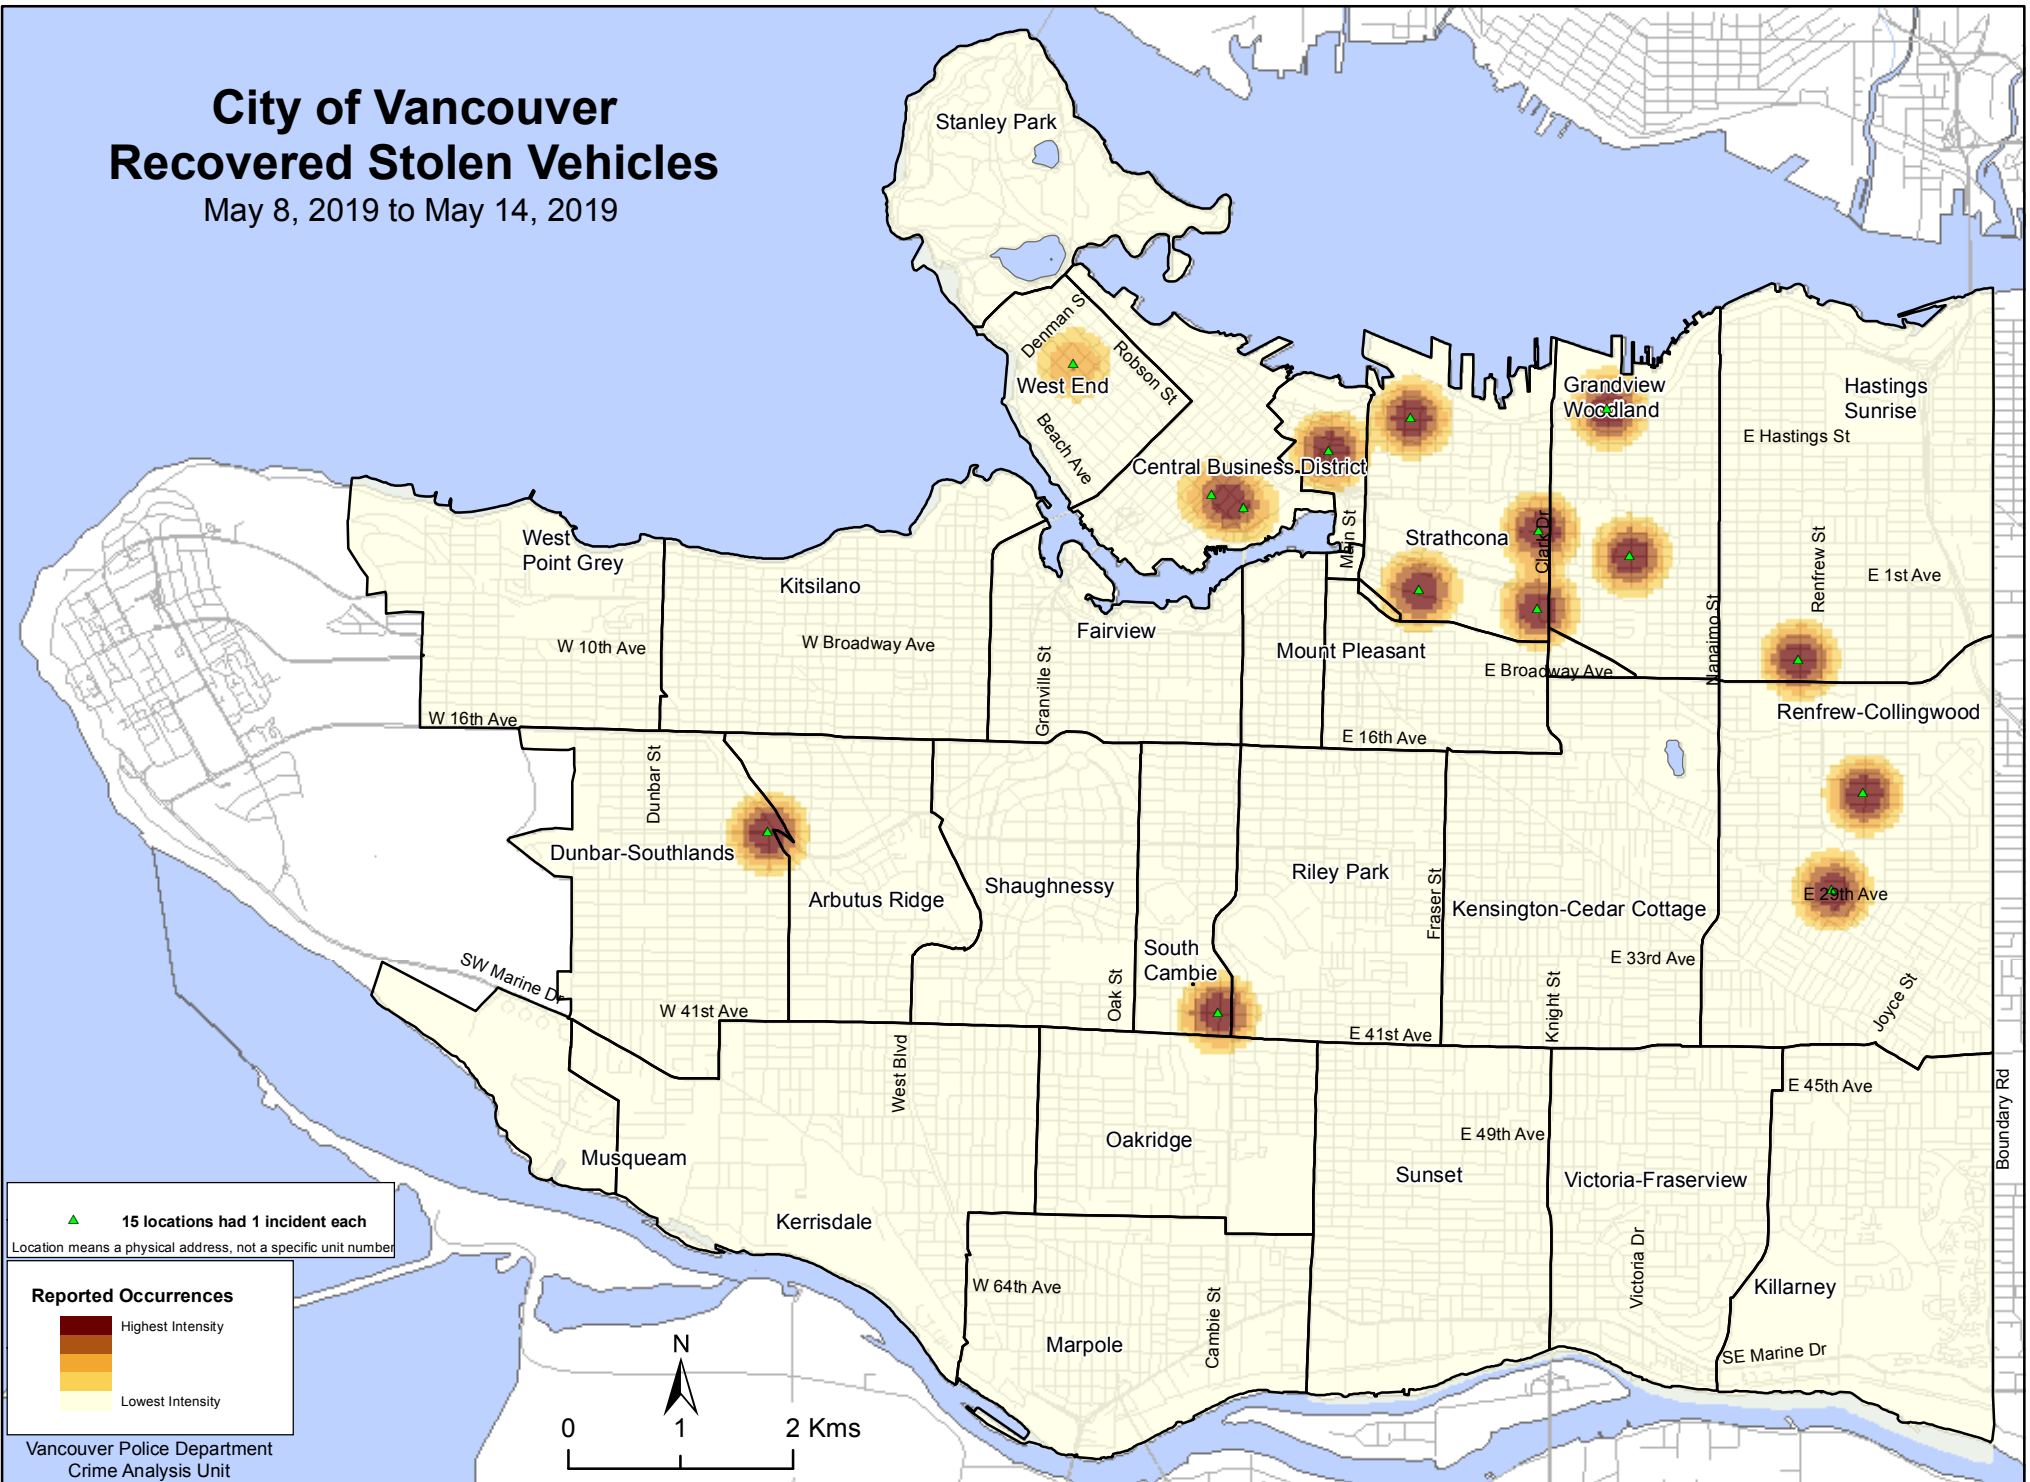 City of Vancouver
Recovered Stolen Vehicles
May 8, 2019 to May 14, 2019
Stanley Park
Denman S
Robson St
West End
Beach Ave
Central Business District
Grandview
Woodland
Hastings
Sunrise
E Hastings St
Main St
Strathcona
Clark Dr
Renfrew St
E 1st Ave
Nanaimo St
West
Point Grey
Kitsilano
Fairview
W 10th Ave
W Broadway Ave
Granville St
Mount Pleasant
E Broadway Ave
Renfrew-Collingwood
W 16th Ave
E 16th Ave
Dunbar St
Dunbar-Southlands
Arbutus Ridge
Shaughnessy
Riley Park
Fraser St
Kensington-Cedar Cottage
E 29th Ave
South
Cambie
E 33rd Ave
SW Marine Dr
W 41st Ave
Oak St
E 41st Ave
Knight St
Joyce St
West Blvd
E 45th Ave
Boundary Rd
Oakridge
E 49th Ave
Musqueam
Sunset
Victoria-Fraserview
Kerrisdale
Victoria Dr
W 64th Ave
Cambie St
Killarney
Marpole
SE Marine Dr
15 locations had 1 incident each
Location means a physical address, not a specific unit number
Reported Occurrences
Highest Intensity
Lowest Intensity
Vancouver Police Department
Crime Analysis Unit
N
0 1 2 Kms